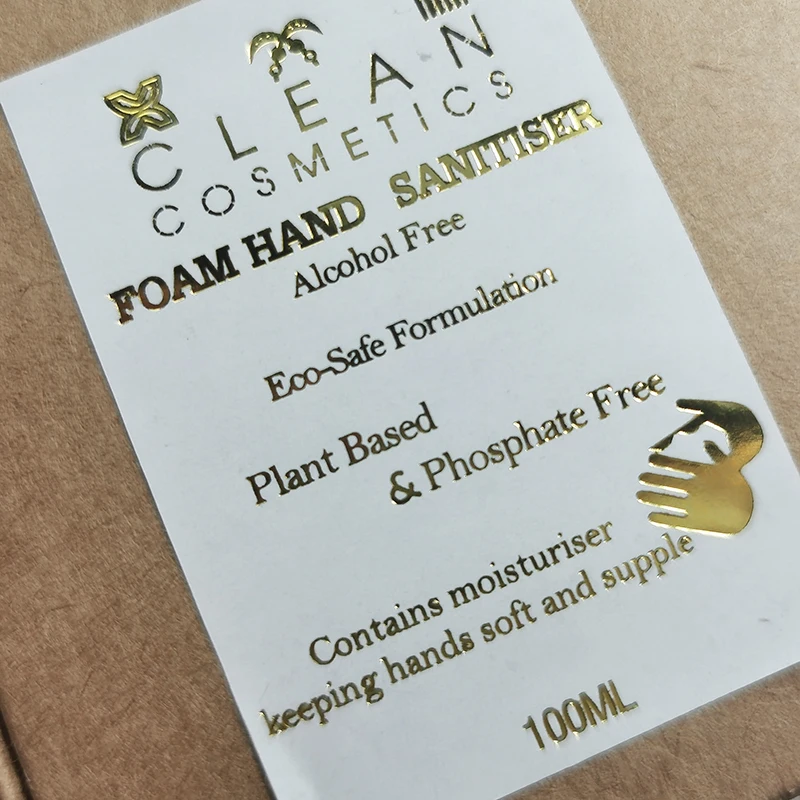 CLEAN
COSMETICS
FOAM HAND SANITISER
Alcohol Free
Eco-Safe Formulation
Plant Based
& Phosphate Free
Contains moisturiser
keeping hands soft and supple
100ML